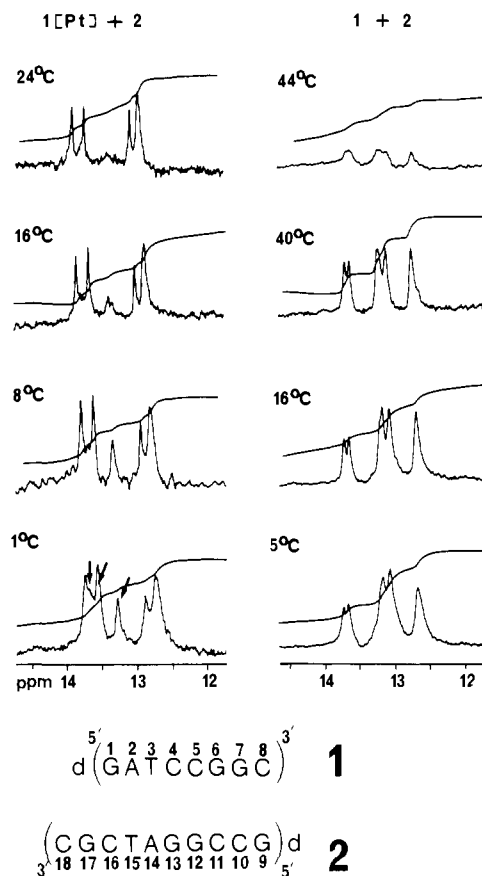 1[Pt] + 2
1 + 2
24°C
44°C
16°C
40°C
8°C
16°C
1°C
5°C
ppm 14 13 12
14 13 12
5′ 3′
1 2 3 4 5 6 7 8
d(GATCCGGC) 1
(CGCTAGGCCG)d 2
18 17 16 15 14 13 12 11 10 9
3′ 5′